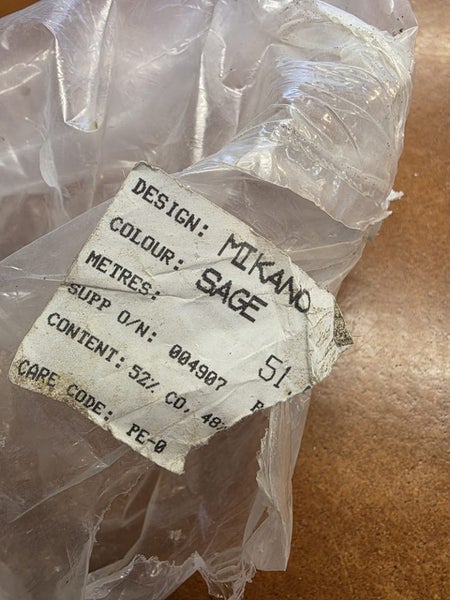 DESIGN: MIKANO
COLOUR: SAGE
METRES: 51
SUPP O/N: 004907
CONTENT: 52% CO, 48%
CARE CODE: PE-0